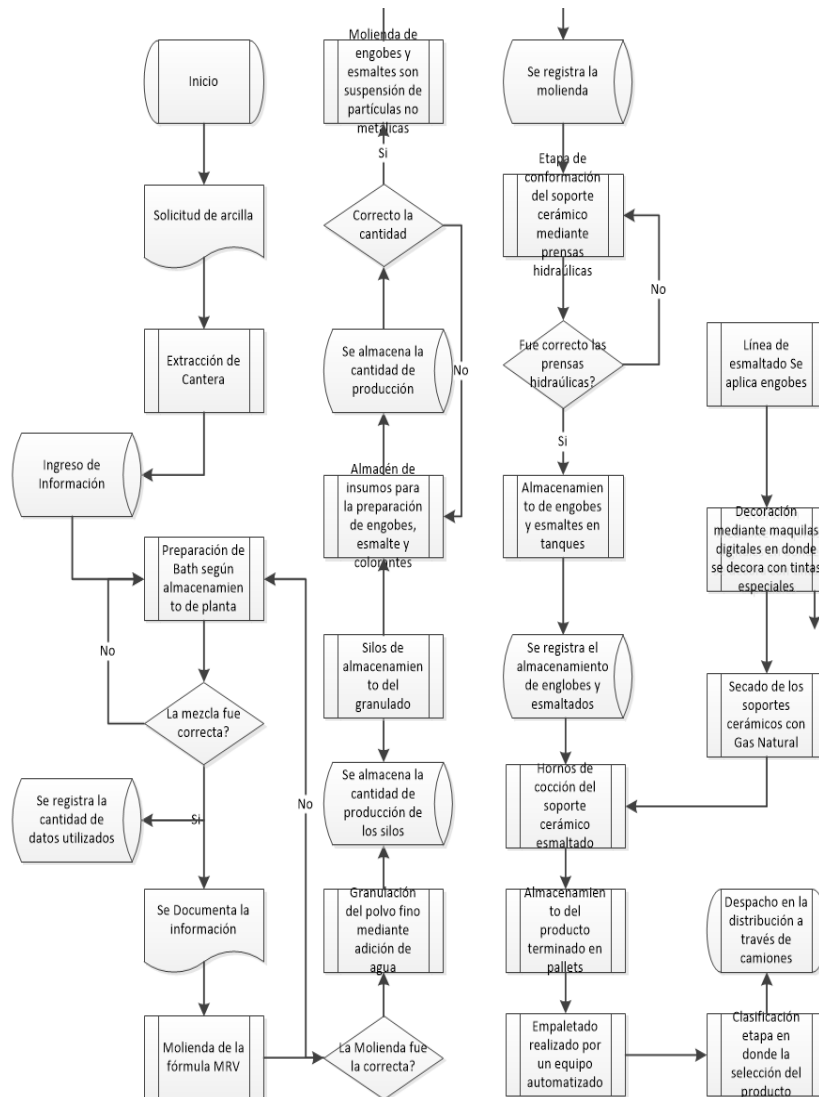 Inicio
Solicitud de arcilla
Extracción de
Cantera
Ingreso de
Información
Preparación de
Bath según
almacenamien
to de planta
No
La mezcla fue
correcta?
Si
Se registra la
cantidad de
datos utilizados
Se Documenta la
información
Molienda de la
fórmula MRV
La Molienda fue
la correcta?
No
Granulación
del polvo fino
mediante
adición de
agua
Se almacena la
cantidad de
producción de
los silos
Silos de
almacenamien
to del
granulado
Almacén de
insumos para
la preparación
de engobes,
esmalte y
colorantes
Se almacena la
cantidad de
producción
No
Correcto la
cantidad
Si
Molienda de
engobes y
esmaltes son
suspensión de
partículas no
metálicas
Se registra la
molienda
Etapa de
conformación
del soporte
cerámico
mediante
prensas
hidraúlicas
No
Fue correcto las
prensas
hidraúlicas?
Si
Almacenamien
to de engobes
y esmaltes en
tanques
Se registra el
almacenamiento
de englobes y
esmaltados
Hornos de
cocción del
soporte
cerámico
esmaltado
Almacenamien
to del
producto
terminado en
pallets
Empaletado
realizado por
un equipo
automatizado
Línea de
esmaltado Se
aplica engobes
Decoración
mediante maquilas
digitales en donde
se decora con tintas
especiales
Secado de los
soportes
cerámicos con
Gas Natural
Clasificación
etapa en
donde la
selección del
producto
Despacho en la
distribución a
través de
camiones